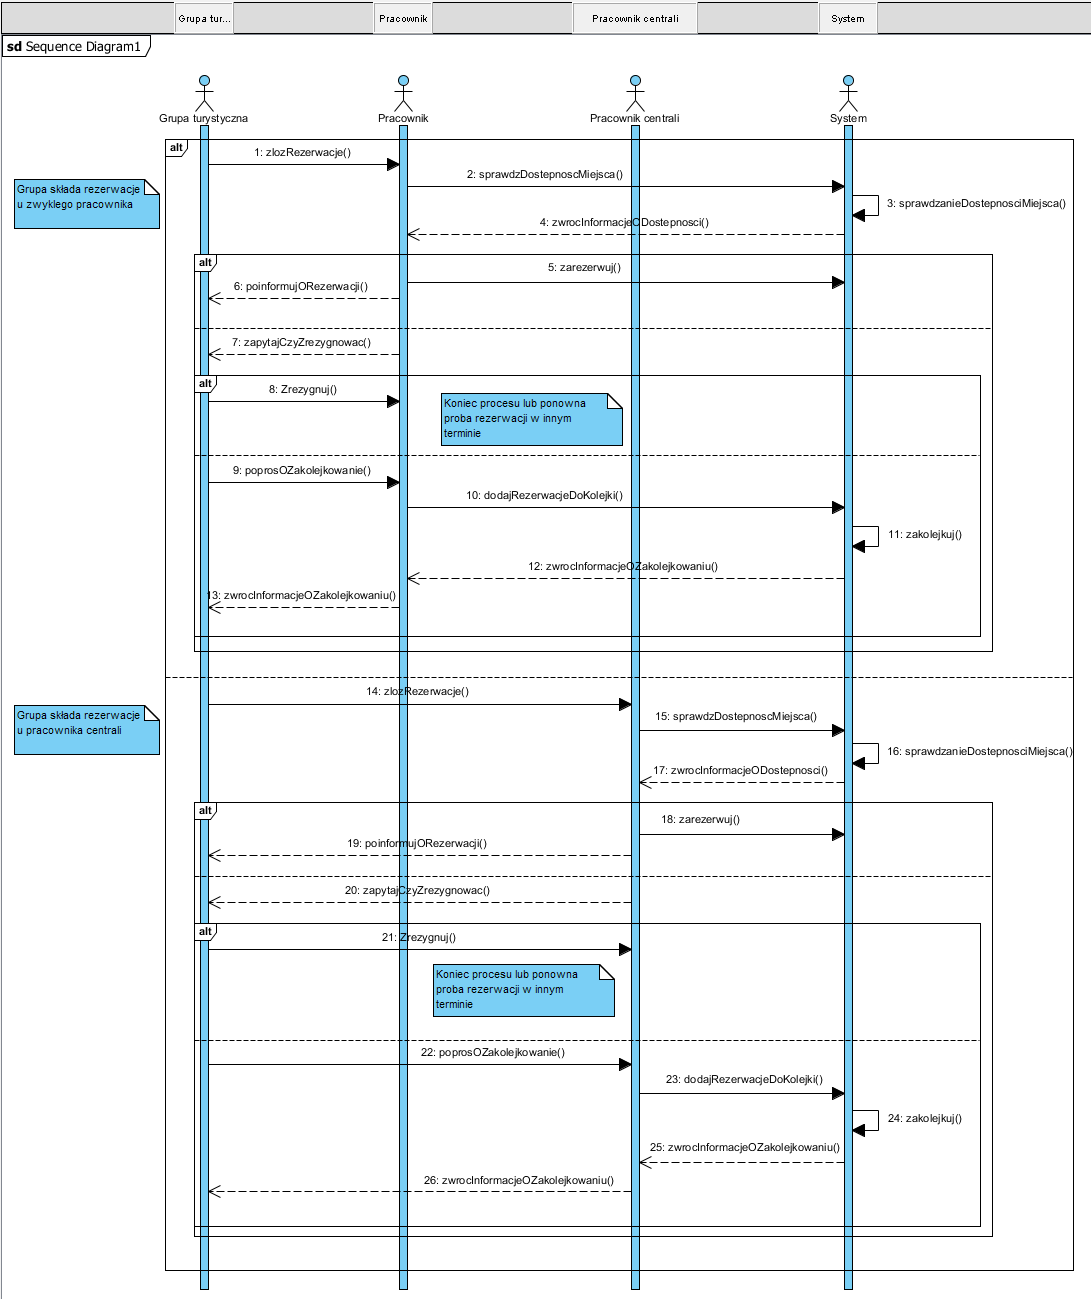 Grupa tur...
Pracownik
Pracownik centrali
System
sd Sequence Diagram1
Grupa turystyczna
Pracownik
Pracownik centrali
System
alt
1: zlozRezerwacje()
2: sprawdzDostepnoscMiejsca()
Grupa składa rezerwacje
u zwyklego pracownika
3: sprawdzanieDostepnosciMiejsca()
4: zwrocInformacjeODostepnosci()
alt
5: zarezerwuj()
6: poinformujORezerwacji()
7: zapytajCzyZrezygnowac()
alt
8: Zrezygnuj()
Koniec procesu lub ponowna
proba rezerwacji w innym
terminie
9: poprosOZakolejkowanie()
10: dodajRezerwacjeDoKolejki()
11: zakolejkuj()
12: zwrocInformacjeOZakolejkowaniu()
13: zwrocInformacjeOZakolejkowaniu()
14: zlozRezerwacje()
Grupa składa rezerwacje
u pracownika centrali
15: sprawdzDostepnoscMiejsca()
16: sprawdzanieDostepnosciMiejsca()
17: zwrocInformacjeODostepnosci()
alt
18: zarezerwuj()
19: poinformujORezerwacji()
20: zapytajCzyZrezygnowac()
alt
21: Zrezygnuj()
Koniec procesu lub ponowna
proba rezerwacji w innym
terminie
22: poprosOZakolejkowanie()
23: dodajRezerwacjeDoKolejki()
24: zakolejkuj()
25: zwrocInformacjeOZakolejkowaniu()
26: zwrocInformacjeOZakolejkowaniu()